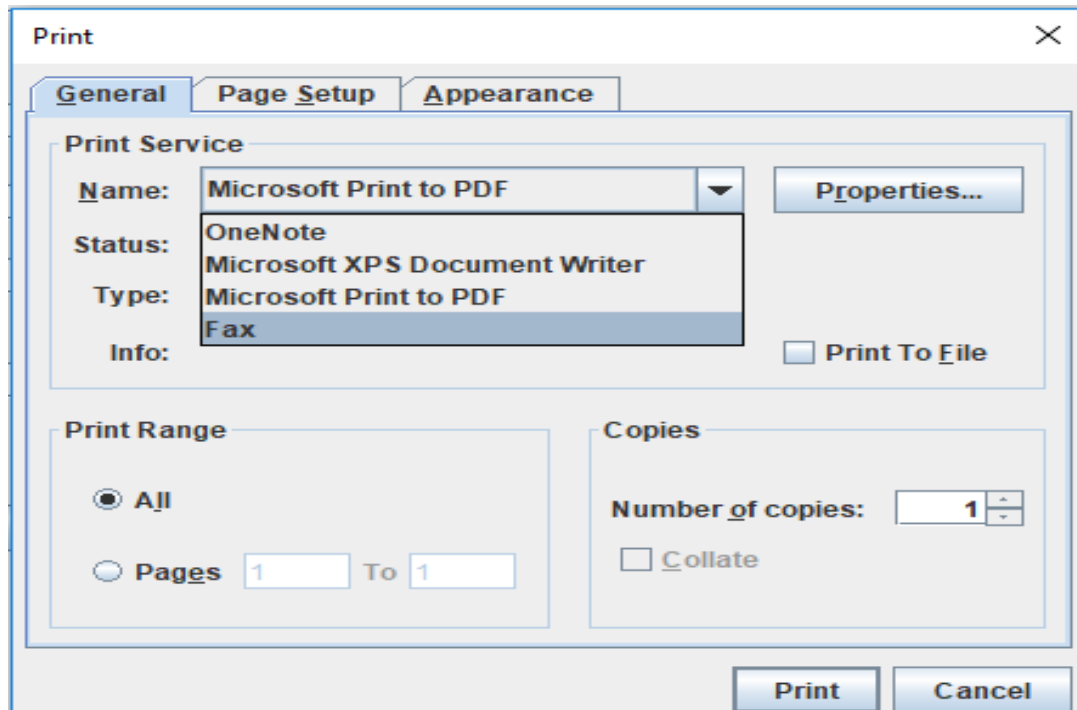 Print
General Page Setup Appearance
Print Service
Name: Microsoft Print to PDF Properties...
OneNote
Status:
Microsoft XPS Document Writer
Type: Microsoft Print to PDF
Fax
Info: Print To File
Print Range Copies
All Number of copies: 1
Pages 1 To 1 Collate
Print Cancel